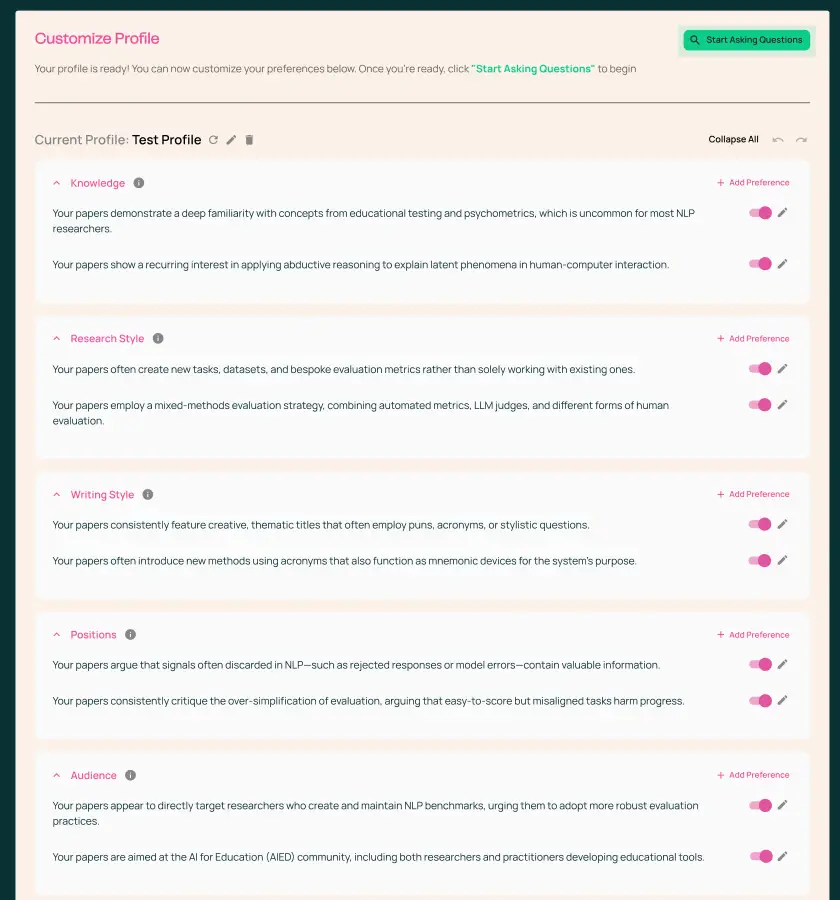 Customize Profile
Start Asking Questions
Your profile is ready! You can now customize your preferences below. Once you're ready, click "Start Asking Questions" to begin
Current Profile: Test Profile
Collapse All
Knowledge
+ Add Preference
Your papers demonstrate a deep familiarity with concepts from educational testing and psychometrics, which is uncommon for most NLP
researchers.
Your papers show a recurring interest in applying abductive reasoning to explain latent phenomena in human-computer interaction.
Research Style
+ Add Preference
Your papers often create new tasks, datasets, and bespoke evaluation metrics rather than solely working with existing ones.
Your papers employ a mixed-methods evaluation strategy, combining automated metrics, LLM judges, and different forms of human
evaluation.
Writing Style
+ Add Preference
Your papers consistently feature creative, thematic titles that often employ puns, acronyms, or stylistic questions.
Your papers often introduce new methods using acronyms that also function as mnemonic devices for the system's purpose.
Positions
+ Add Preference
Your papers argue that signals often discarded in NLP—such as rejected responses or model errors—contain valuable information.
Your papers consistently critique the over-simplification of evaluation, arguing that easy-to-score but misaligned tasks harm progress.
Audience
+ Add Preference
Your papers appear to directly target researchers who create and maintain NLP benchmarks, urging them to adopt more robust evaluation
practices.
Your papers are aimed at the AI for Education (AIED) community, including both researchers and practitioners developing educational tools.